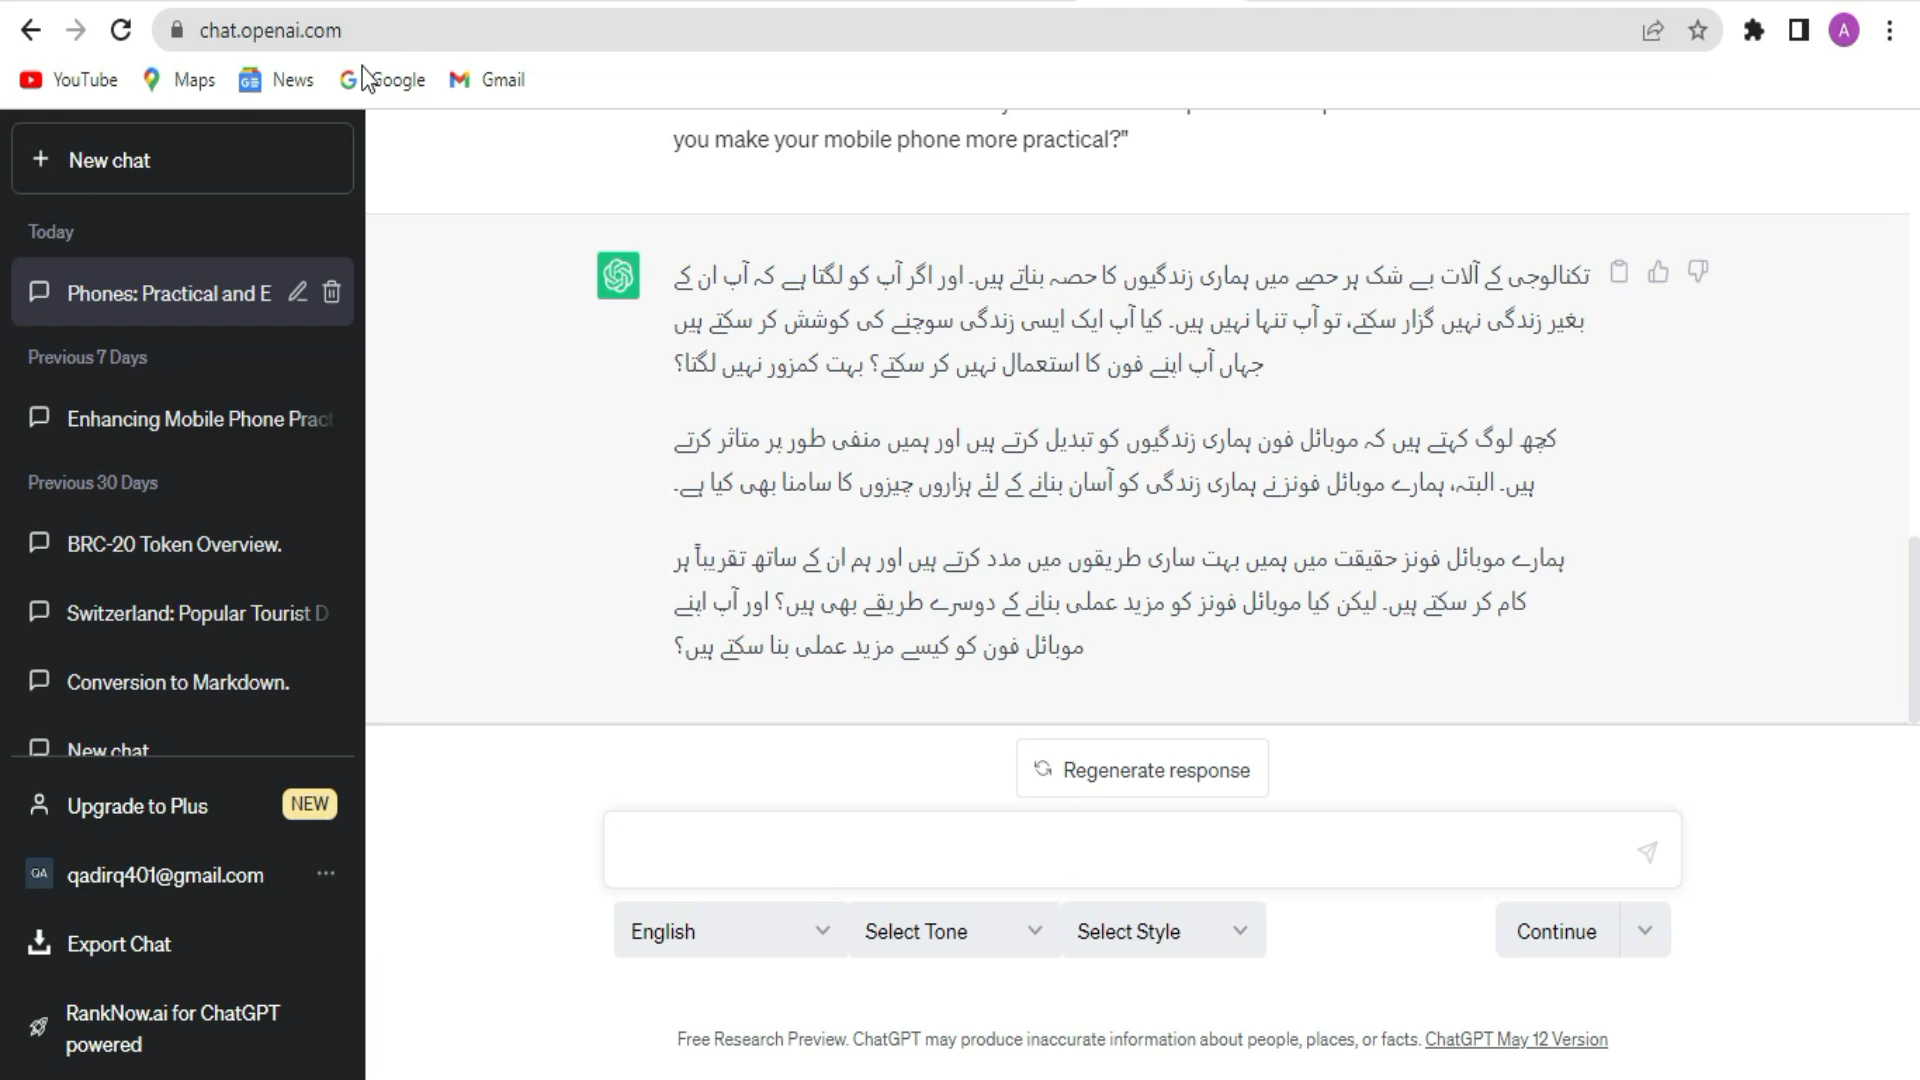 chat.openai.com
A
YouTube
Maps
News
Google
Gmail
New chat
Today
Phones: Practical and E
Previous 7 Days
Enhancing Mobile Phone Pract
Previous 30 Days
BRC-20 Token Overview.
Switzerland: Popular Tourist D
Conversion to Markdown.
New chat
Upgrade to Plus
NEW
QA
qadirq401@gmail.com
Export Chat
RankNow.ai for ChatGPT
powered
you make your mobile phone more practical?"
تکنالوجی کے آلات بے شک ہر حصے میں ہماری زندگیوں کا حصہ بناتے ہیں۔ اور اگر آپ کو لگتا ہے کہ آپ ان کے
بغیر زندگی نہیں گزار سکتے، تو آپ تنہا نہیں ہیں۔ کیا آپ ایک ایسی زندگی سوچنے کی کوشش کر سکتے ہیں
جہاں آپ اپنے فون کا استعمال نہیں کر سکتے؟ بہت کمزور نہیں لگتا؟
کچھ لوگ کہتے ہیں کہ موبائل فون ہماری زندگیوں کو تبدیل کرتے ہیں اور ہمیں منفی طور پر متاثر کرتے
ہیں۔ البتہ، ہمارے موبائل فونز نے ہماری زندگی کو آسان بنانے کے لئے ہزاروں چیزوں کا سامنا بھی کیا ہے۔
ہمارے موبائل فونز حقیقت میں ہمیں بہت ساری طریقوں میں مدد کرتے ہیں اور ہم ان کے ساتھ تقریباً ہر
کام کر سکتے ہیں۔ لیکن کیا موبائل فونز کو مزید عملی بنانے کے دوسرے طریقے بھی ہیں؟ اور آپ اپنے
موبائل فون کو کیسے مزید عملی بنا سکتے ہیں؟
Regenerate response
English
Select Tone
Select Style
Continue
Free Research Preview. ChatGPT may produce inaccurate information about people, places, or facts. ChatGPT May 12 Version